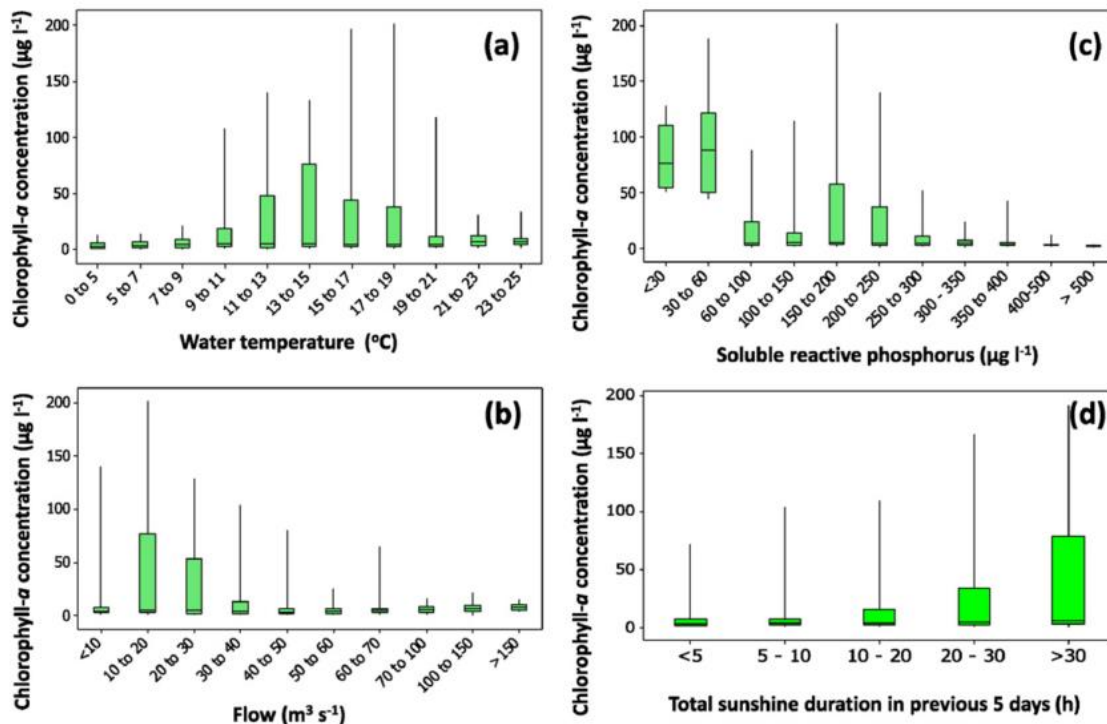 Chlorophyll-a concentration (µg l-1)
200
150
100
50
0
(a)
0 to 5
5 to 7
7 to 9
9 to 11
11 to 13
13 to 15
15 to 17
17 to 19
19 to 21
21 to 23
23 to 25
Water temperature (oC)
Chlorophyll-a concentration (µg l-1)
200
150
100
50
0
(c)
<30
30 to 60
60 to 100
100 to 150
150 to 200
200 to 250
250 to 300
300 - 350
350 to 400
400-500
> 500
Soluble reactive phosphorus (µg l-1)
Chlorophyll-a concentration (µg l-1)
200
150
100
50
0
(b)
<10
10 to 20
20 to 30
30 to 40
40 to 50
50 to 60
60 to 70
70 to 100
100 to 150
>150
Flow (m3 s-1)
Chlorophyll-a concentration (µg l-1)
200
150
100
50
0
(d)
<5
5 - 10
10 - 20
20 - 30
>30
Total sunshine duration in previous 5 days (h)